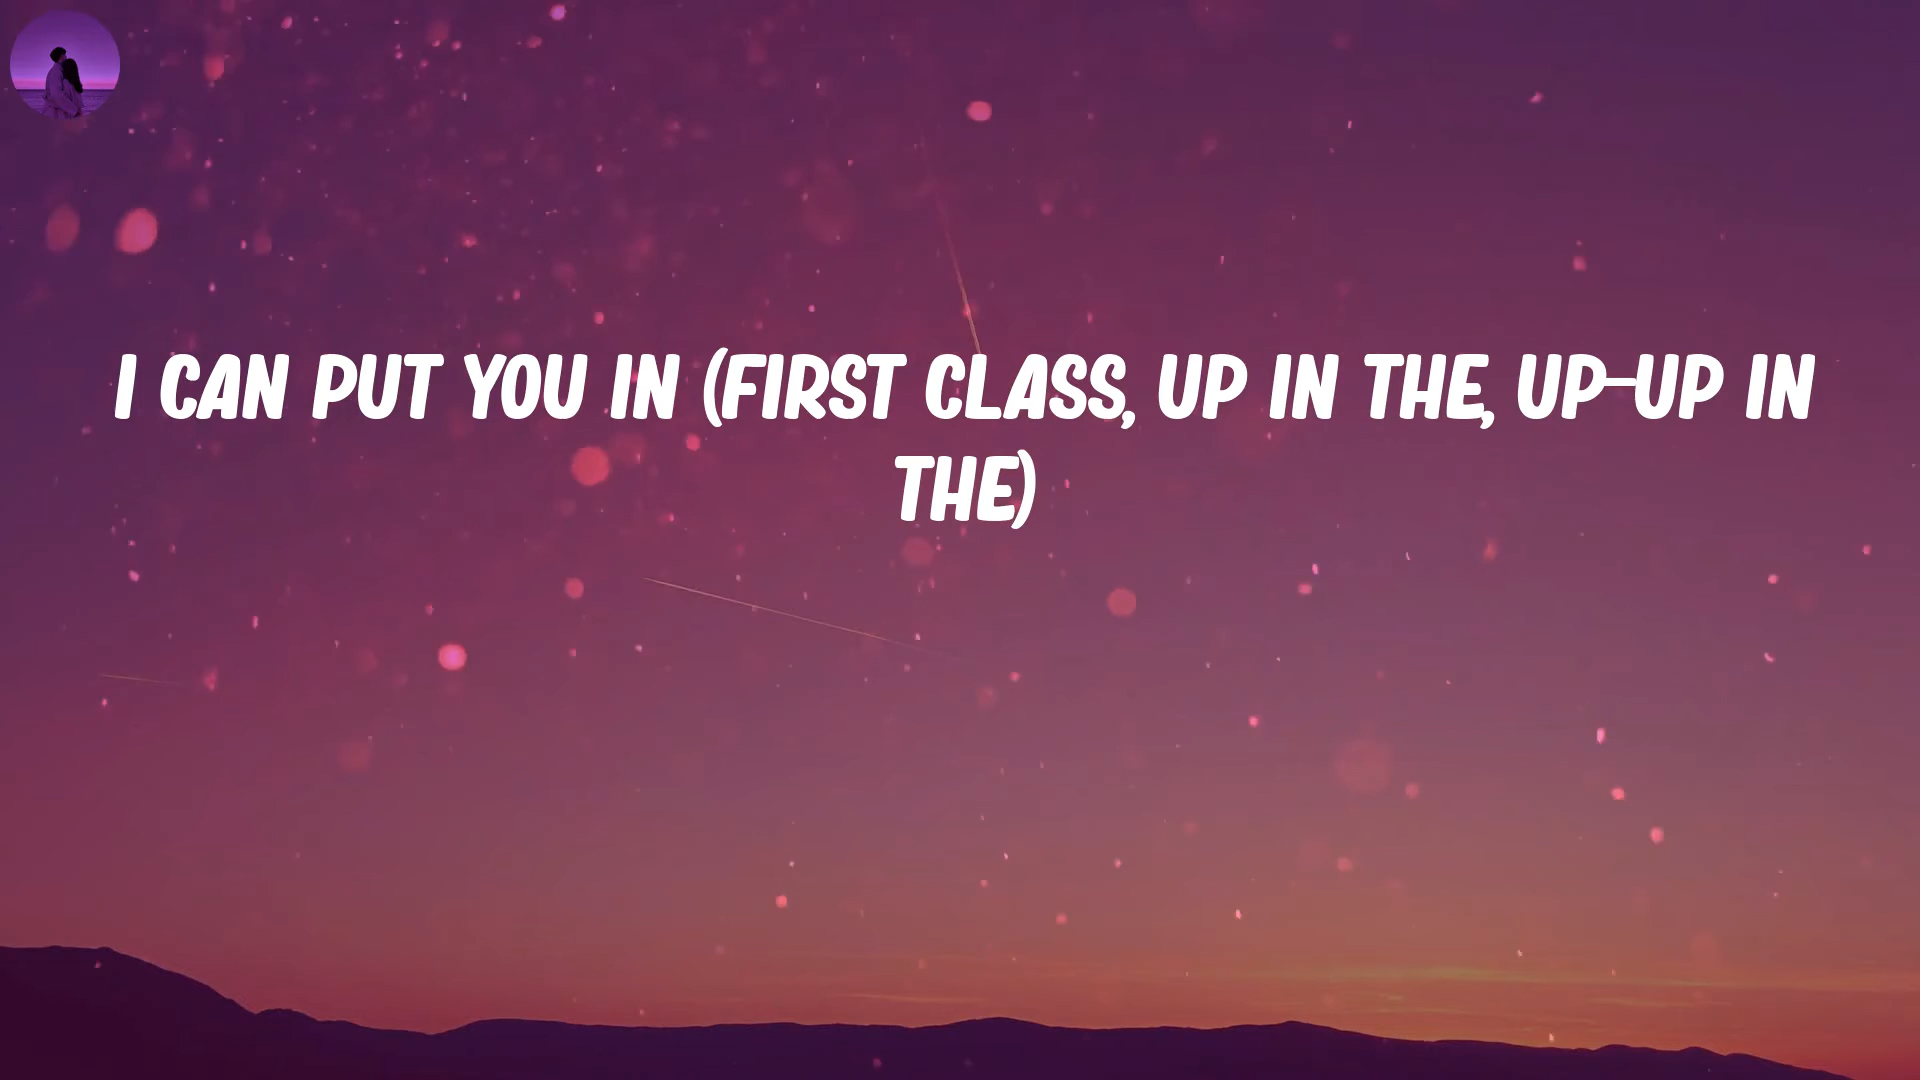 I CAN PUT YOU IN (FIRST CLASS, UP IN THE, UP-UP IN
THE)